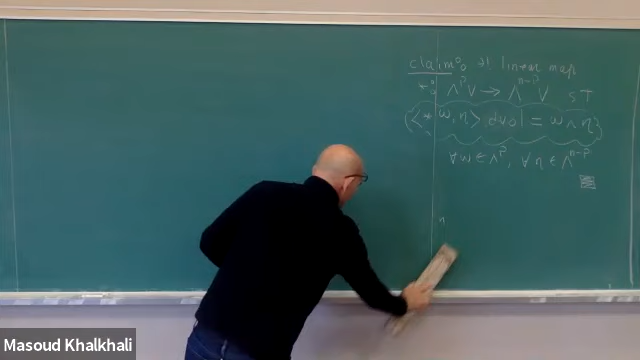 claim: ∃! linear map
*: Λ^p V → Λ^{n-p} V s.T
(<*ω, η> dvol = ω ∧ η)
∀ω ∈ Λ^p, ∀η ∈ Λ^{n-p}
Masoud Khalkhali